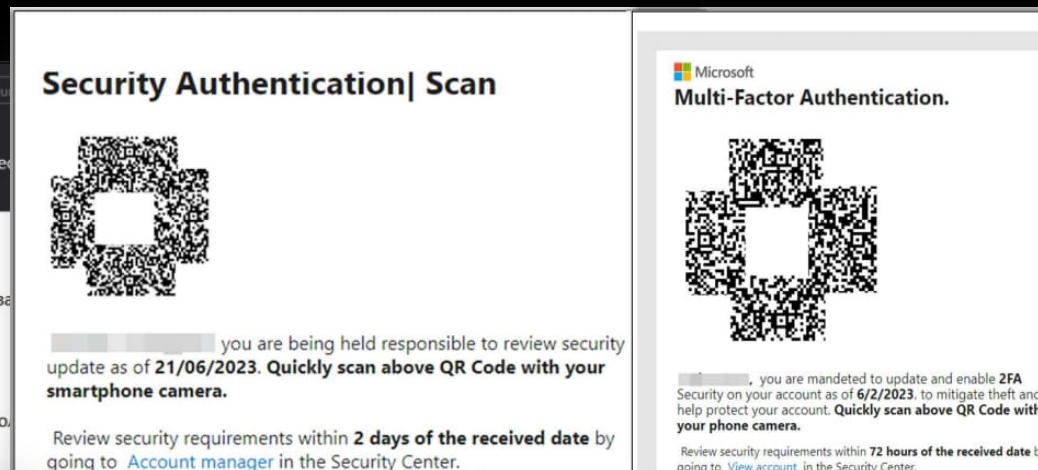 Security Authentication| Scan
you are being held responsible to review security
update as of 21/06/2023. Quickly scan above QR Code with your
smartphone camera.
Review security requirements within 2 days of the received date by
going to Account manager in the Security Center.
Microsoft
Multi-Factor Authentication.
, you are mandeted to update and enable 2FA
Security on your account as of 6/2/2023. to mitigate theft and
help protect your account. Quickly scan above QR Code with
your phone camera.
Review security requirements within 72 hours of the received date
going to View account in the Security Center.